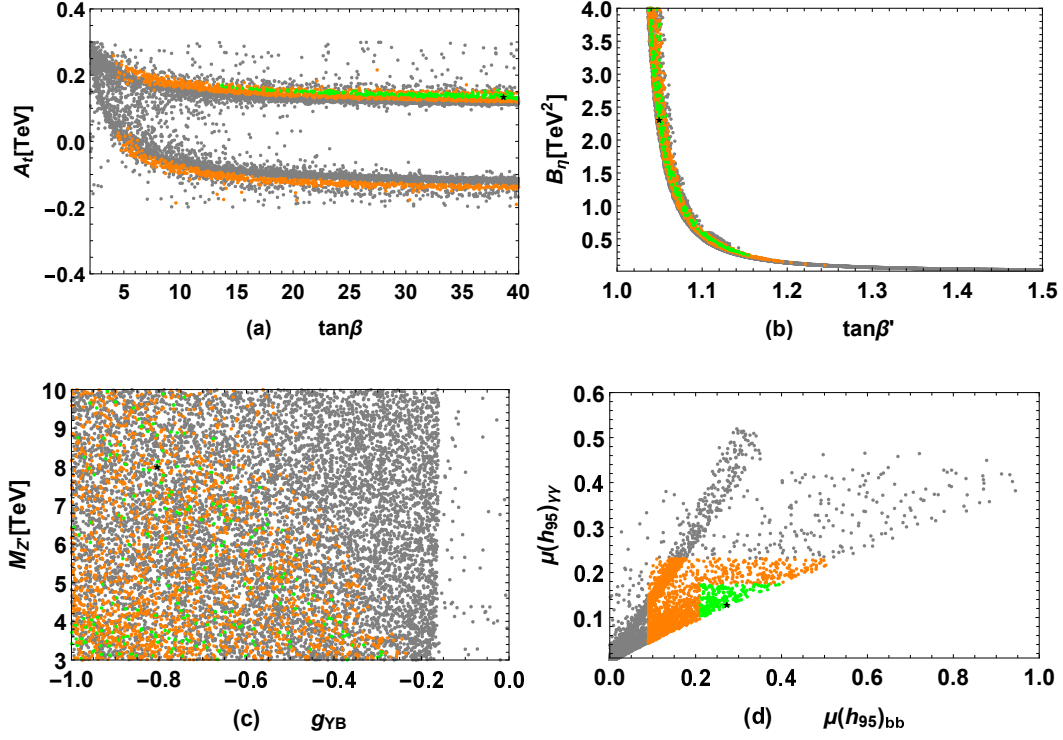 0.4
0.2
0.0
−0.2
−0.4
A_t[TeV]
5 10 15 20 25 30 35 40
(a) tanβ
4.0
3.5
3.0
2.5
2.0
1.5
1.0
0.5
B_η[TeV²]
1.0 1.1 1.2 1.3 1.4 1.5
(b) tanβ'
10
9
8
7
6
5
4
3
M_Z'[TeV]
−1.0 −0.8 −0.6 −0.4 −0.2 0.0
(c) g_YB
0.6
0.5
0.4
0.3
0.2
0.1
μ(h_95)_γγ
0.0 0.2 0.4 0.6 0.8 1.0
(d) μ(h_95)_bb